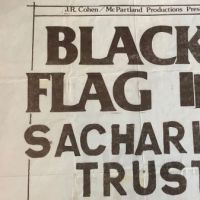 J.R. Cohen/McPartland Productions Pres
BLACK
FLAG
SACHAR
TRUST